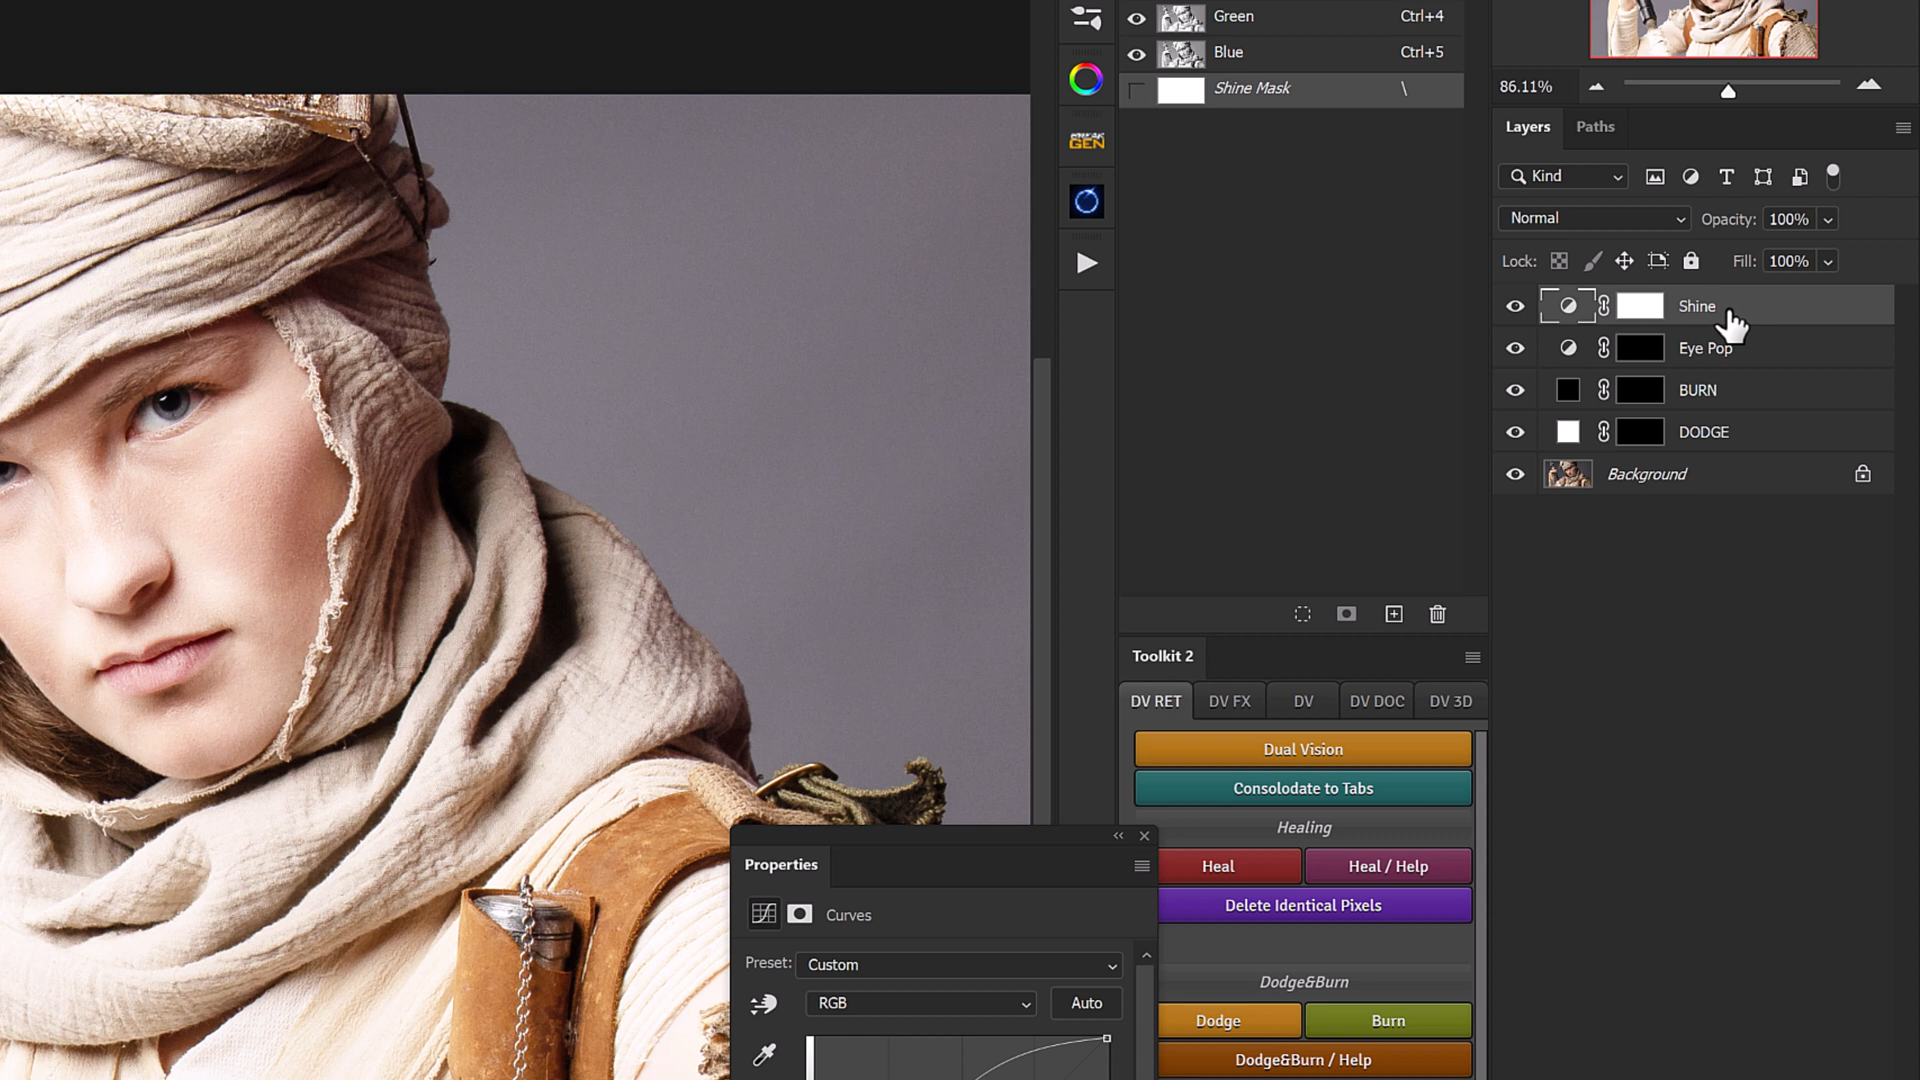 Green Ctrl+4
Blue Ctrl+5
Shine Mask \
GEN
86.11%
Layers Paths
Kind
Normal Opacity: 100%
Lock: Fill: 100%
Shine
Eye Pop
BURN
DODGE
Background
Toolkit 2
DV RET DV FX DV DV DOC DV 3D
Dual Vision
Consolodate to Tabs
Healing
Heal Heal / Help
Delete Identical Pixels
Dodge&Burn
Dodge Burn
Dodge&Burn / Help
Properties
Curves
Preset: Custom
RGB Auto